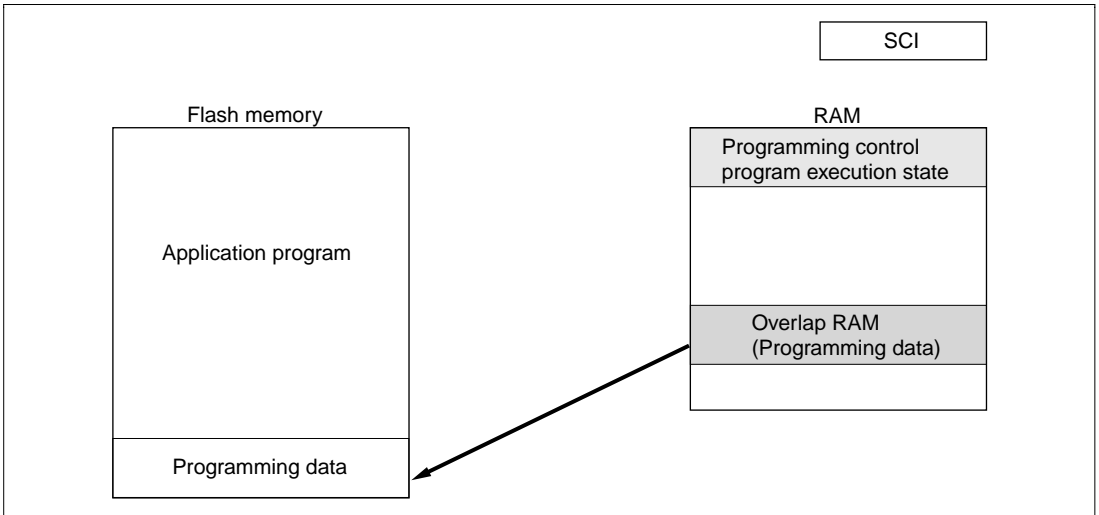 SCI
Flash memory
RAM
Programming control
program execution state
Application program
Overlap RAM
(Programming data)
Programming data